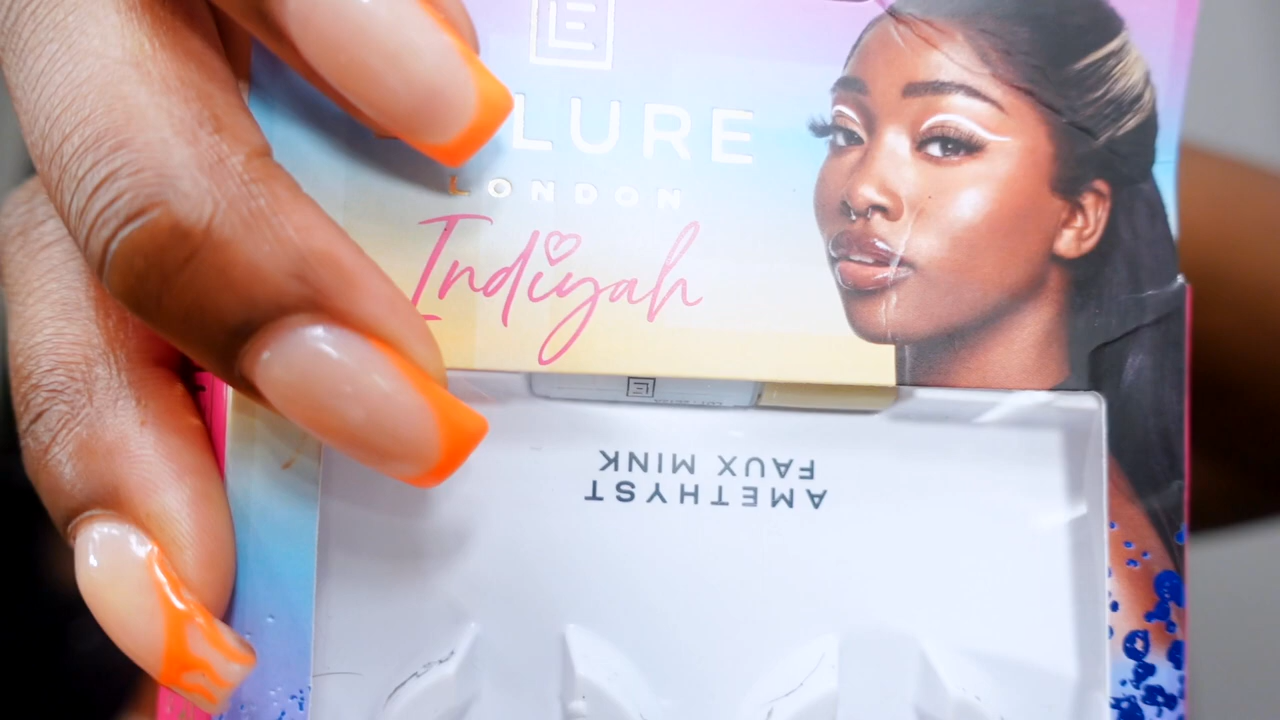 LURE
LONDON
Indiyah
AMETHYST
FAUX MINK